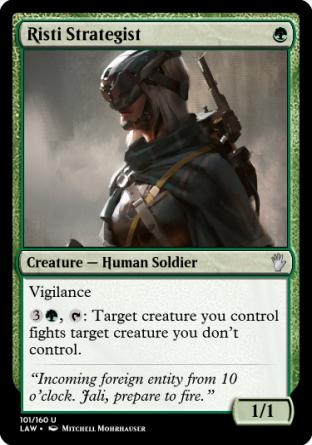 Risti Strategist
Creature — Human Soldier
Vigilance
3, : Target creature you control
fights target creature you don't
control.
"Incoming foreign entity from 10
o'clock. Jali, prepare to fire."
1/1
101/160 U
LAW • Mitchell Mohrhauser